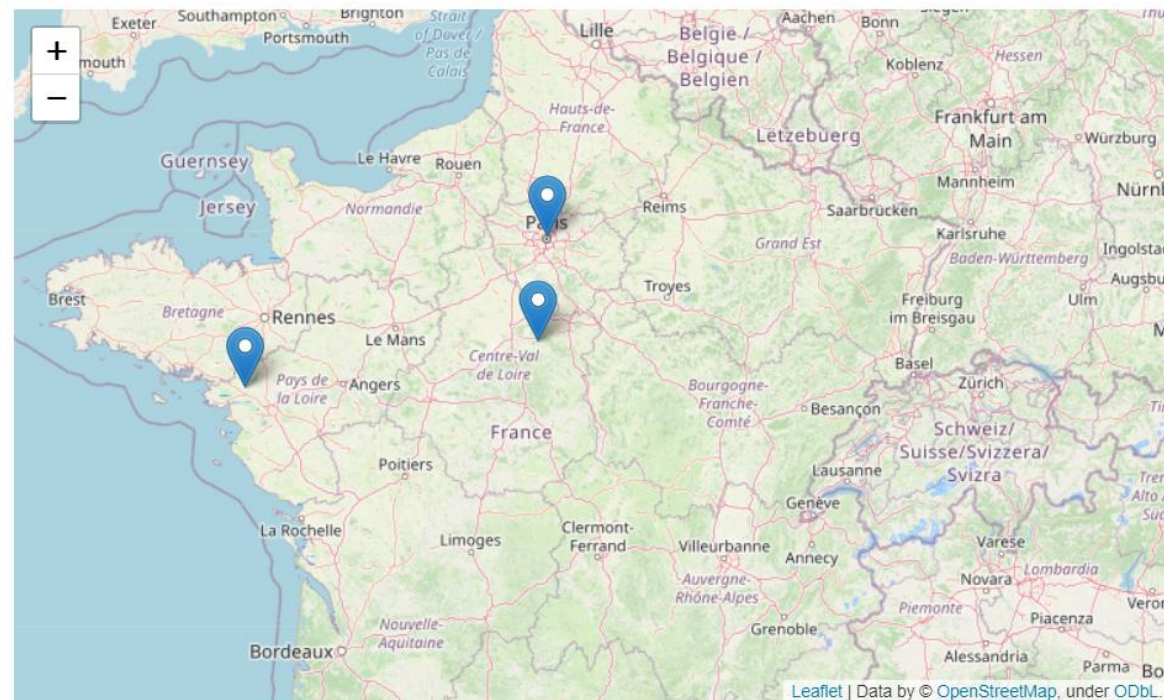 Exeter
Southampton
Brighton
Portsmouth
mouth
Strait
of Dover /
Pas de
Calais
Lille
België /
Belgique /
Belgien
Aachen
Bonn
Koblenz
Hessen
Frankfurt am
Main
Würzburg
Hauts-de-
France
Lëtzebuerg
Guernsey
Jersey
Le Havre
Rouen
Normandie
Reims
Mannheim
Saarbrücken
Nürnb
Karlsruhe
Baden-Württemberg
Ingolsta
Augsbu
Grand Est
Troyes
Brest
Bretagne
Rennes
Le Mans
Freiburg
im Breisgau
Ulm
Centre-Val
de Loire
Pays de
la Loire
Angers
Bourgogne-
Franche-
Comté
Besançon
Basel
Zürich
France
Schweiz/
Suisse/Svizzera/
Svizra
Poitiers
Lausanne
Genève
La Rochelle
Limoges
Clermont-
Ferrand
Villeurbanne
Annecy
Varese
Lombardia
Novara
Auvergne-
Rhône-Alpes
Piemonte
Piacenza
Veron
Nouvelle-
Aquitaine
Bordeaux
Grenoble
Alessandria
Parma
Bo
+
−
Leaflet | Data by © OpenStreetMap, under ODbL.